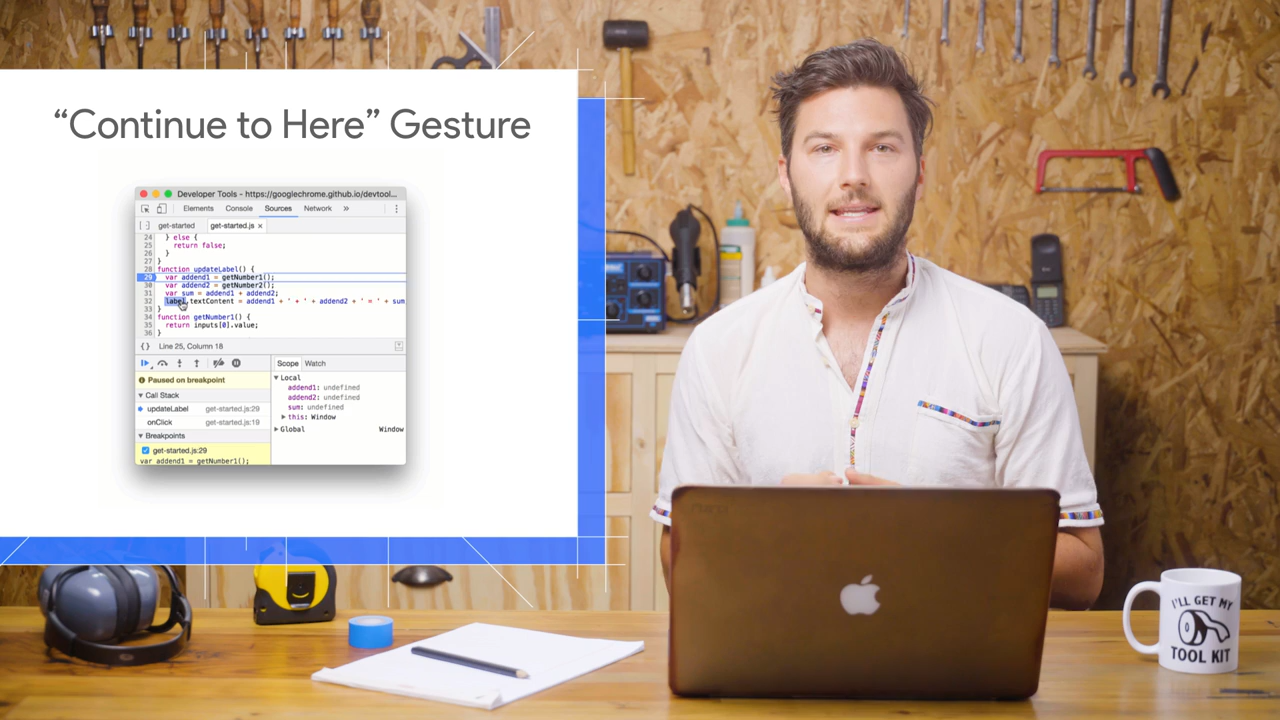 “Continue to Here” Gesture
Developer Tools - https://googlechrome.github.io/devtool...
Elements Console Sources Network »
get-started get-started.js ×
24 } else {
25 return false;
26 }
27 }
28 function updateLabel() {
29 var addend1 = getNumber1();
30 var addend2 = getNumber2();
31 var sum = addend1 + addend2;
32 label.textContent = addend1 + ' + ' + addend2 + ' = ' + sum
33 }
34 function getNumber1() {
35 return inputs[0].value;
36 }
{} Line 25, Column 18
Paused on breakpoint
Call Stack
updateLabel get-started.js:29
onClick get-started.js:19
Breakpoints
get-started.js:29
var addend1 = getNumber1();
Scope Watch
Local
addend1: undefined
addend2: undefined
sum: undefined
this: Window
Global Window
I'LL GET MY
TOOL KIT